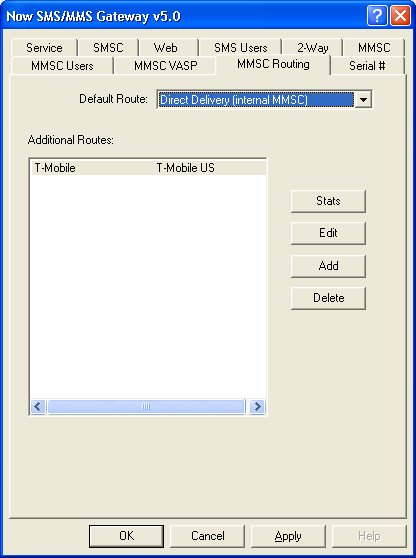 Now SMS/MMS Gateway v5.0
Service SMSC Web SMS Users 2-Way MMSC
MMSC Users MMSC VASP MMSC Routing Serial #
Default Route: Direct Delivery (internal MMSC)
Additional Routes:
T-Mobile T-Mobile US
Stats
Edit
Add
Delete
OK Cancel Apply Help